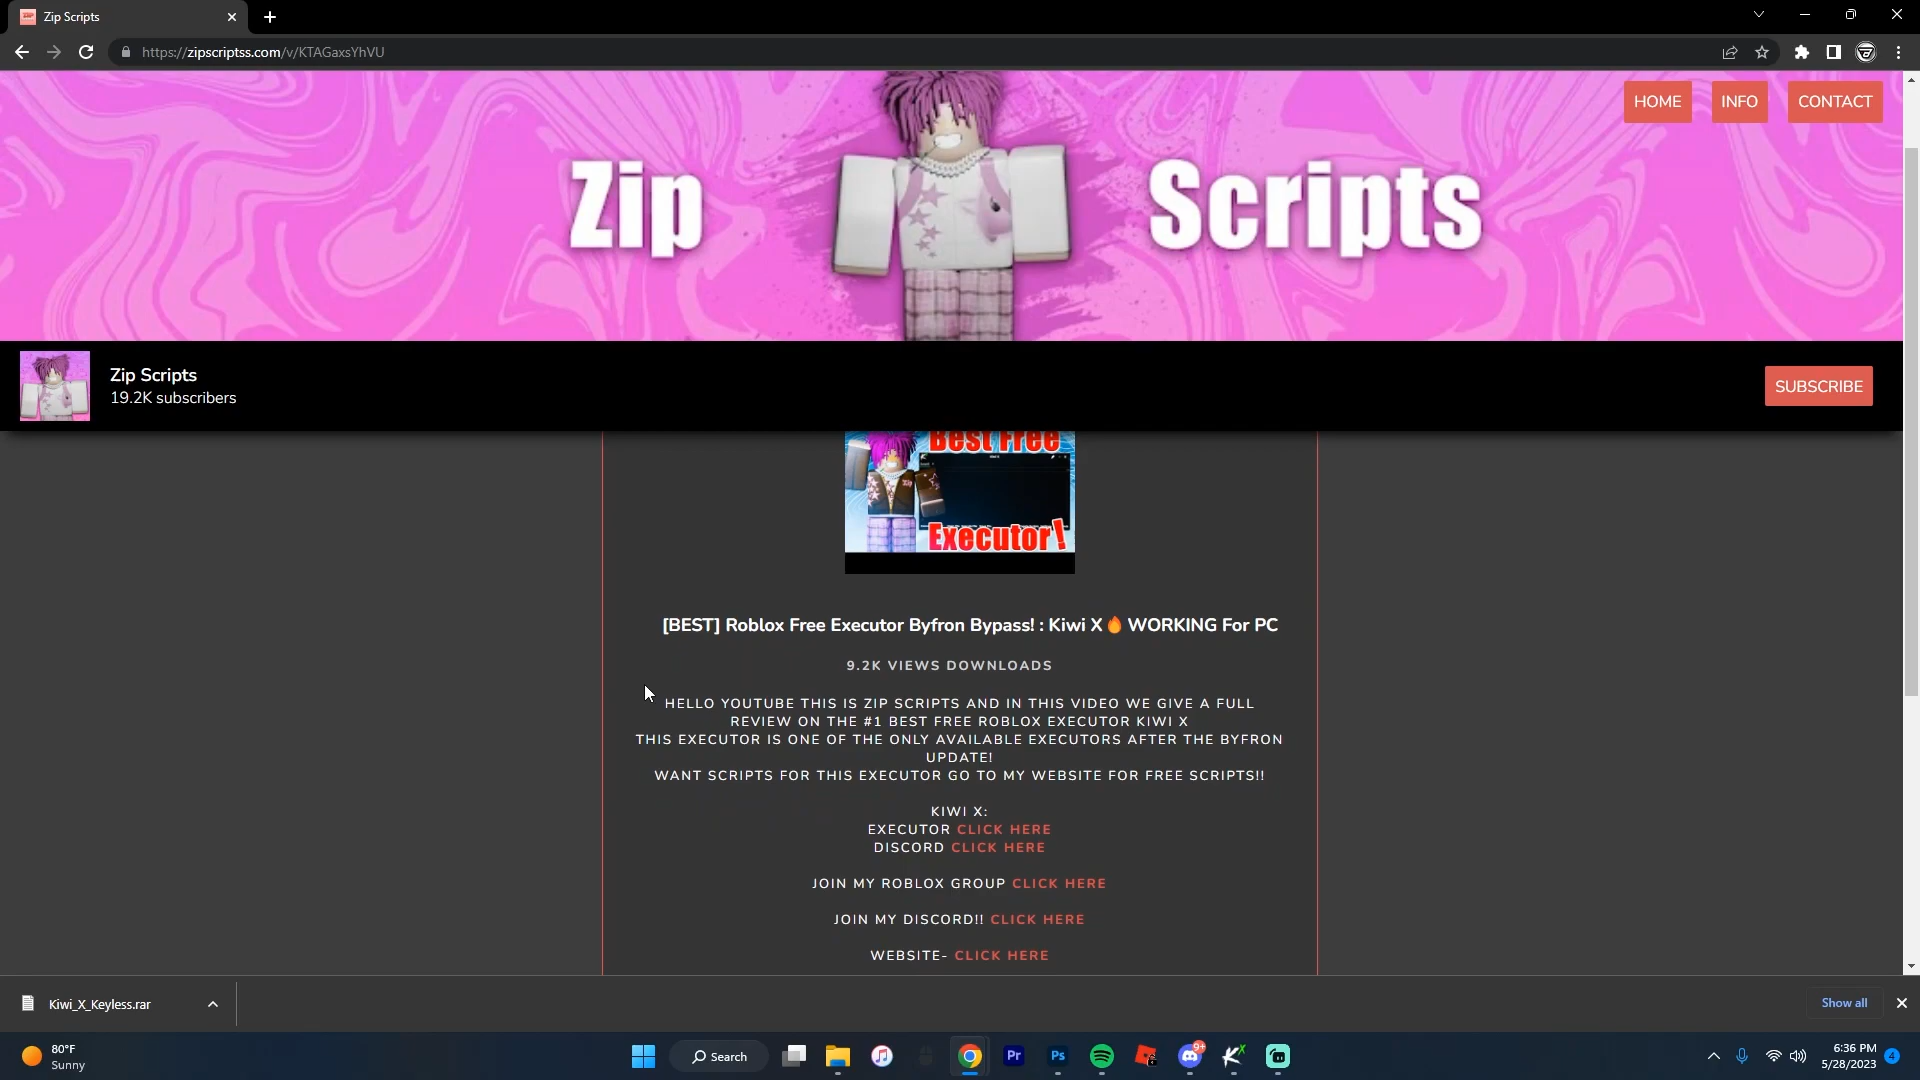 Zip Scripts
https://zipscriptss.com/v/KTAGaxsYhVU
HOME
INFO
CONTACT
Zip
Scripts
Zip Scripts
19.2K subscribers
SUBSCRIBE
Best Free
Executor!
[BEST] Roblox Free Executor Byfron Bypass! : Kiwi X🔥 WORKING For PC
9.2K VIEWS DOWNLOADS
HELLO YOUTUBE THIS IS ZIP SCRIPTS AND IN THIS VIDEO WE GIVE A FULL
REVIEW ON THE #1 BEST FREE ROBLOX EXECUTOR KIWI X
THIS EXECUTOR IS ONE OF THE ONLY AVAILABLE EXECUTORS AFTER THE BYFRON
UPDATE!
WANT SCRIPTS FOR THIS EXECUTOR GO TO MY WEBSITE FOR FREE SCRIPTS!!
KIWI X:
EXECUTOR CLICK HERE
DISCORD CLICK HERE
JOIN MY ROBLOX GROUP CLICK HERE
JOIN MY DISCORD!! CLICK HERE
WEBSITE- CLICK HERE
Kiwi_X_Keyless.rar
Show all
80°F
Sunny
Search
Pr
Ps
9+
6:36 PM
5/28/2023
4